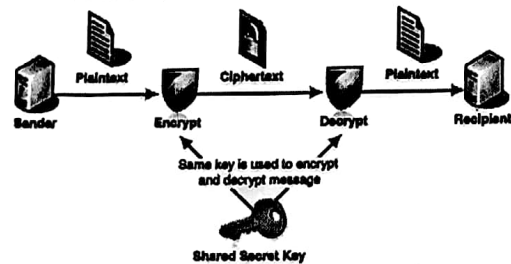 Plaintext
Ciphertext
Plaintext
Sender
Encrypt
Decrypt
Recipient
Same key is used to encrypt
and decrypt message
Shared Secret Key